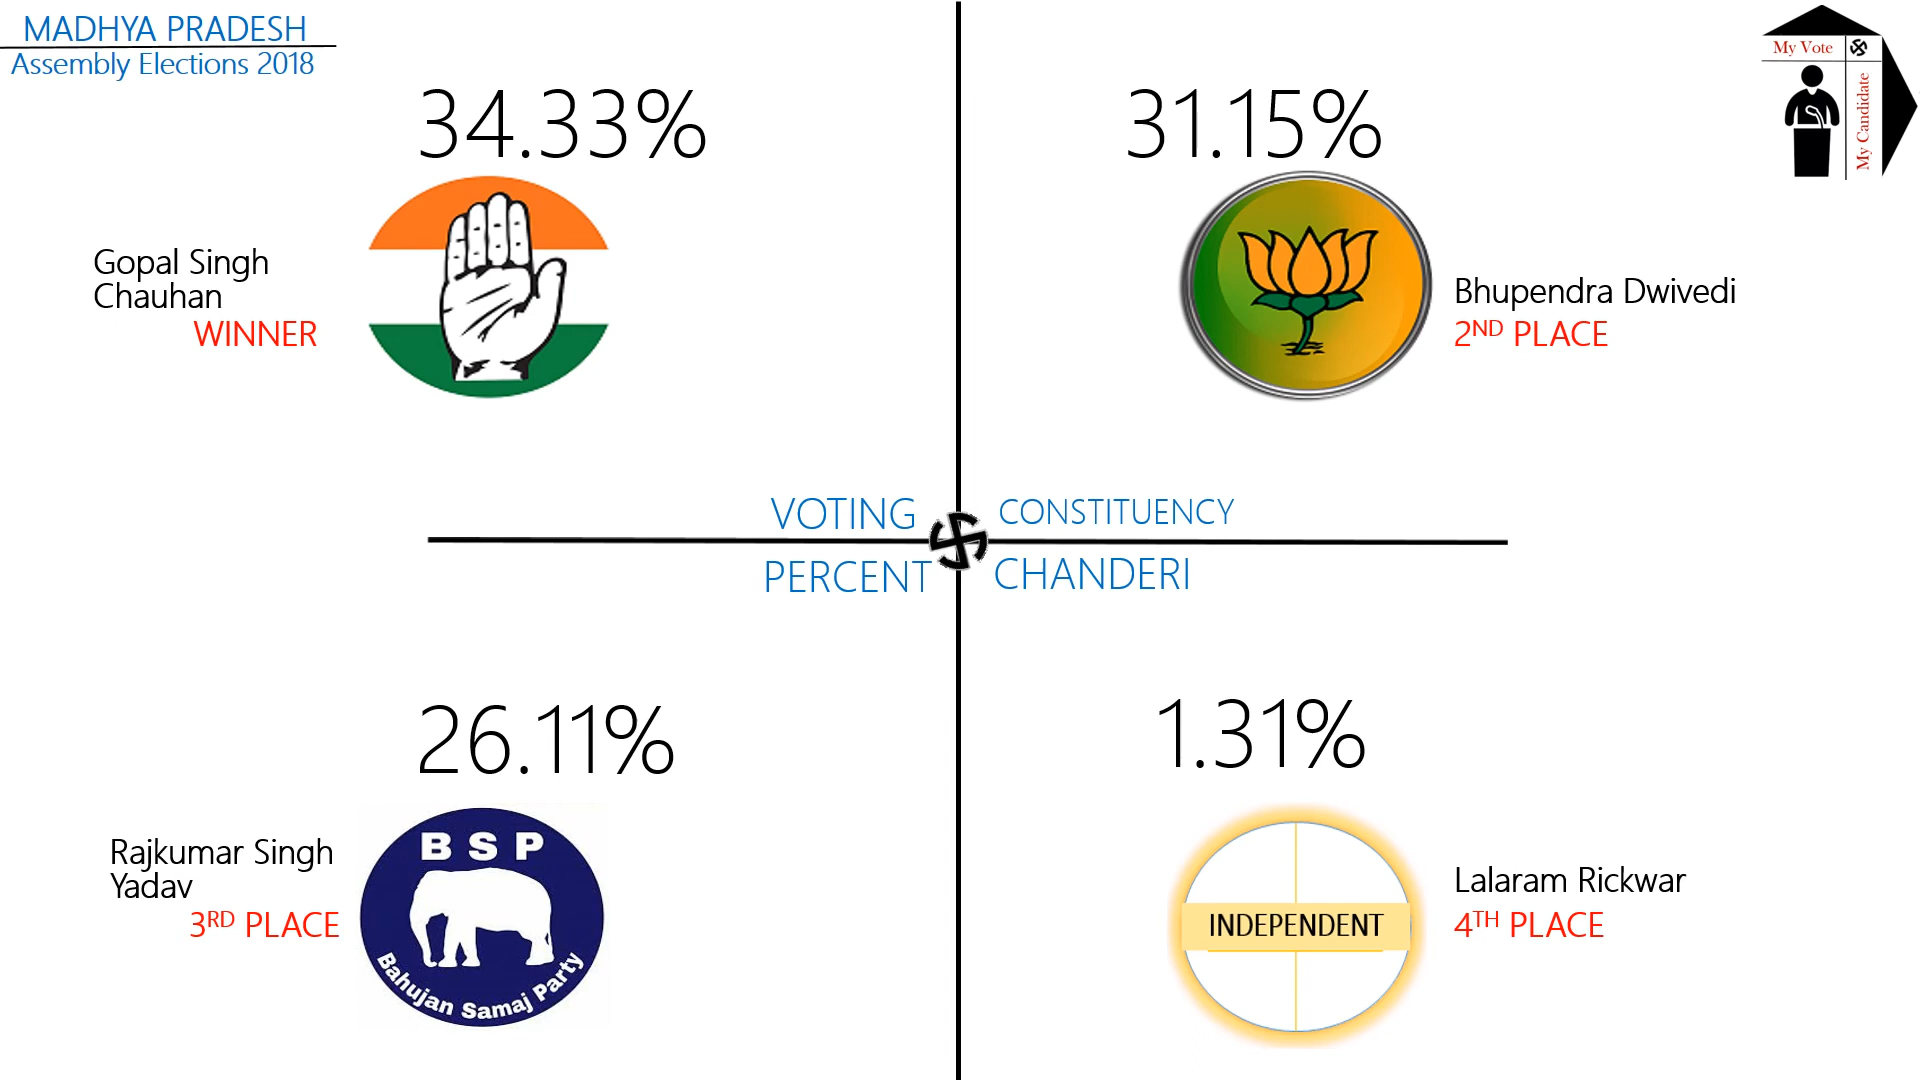 MADHYA PRADESH
Assembly Elections 2018
My Vote
My Candidate
34.33%
Gopal Singh
Chauhan
WINNER
31.15%
Bhupendra Dwivedi
2ND PLACE
VOTING
PERCENT
CONSTITUENCY
CHANDERI
26.11%
Rajkumar Singh
Yadav
3RD PLACE
BSP
Bahujan Samaj Party
1.31%
INDEPENDENT
Lalaram Rickwar
4TH PLACE